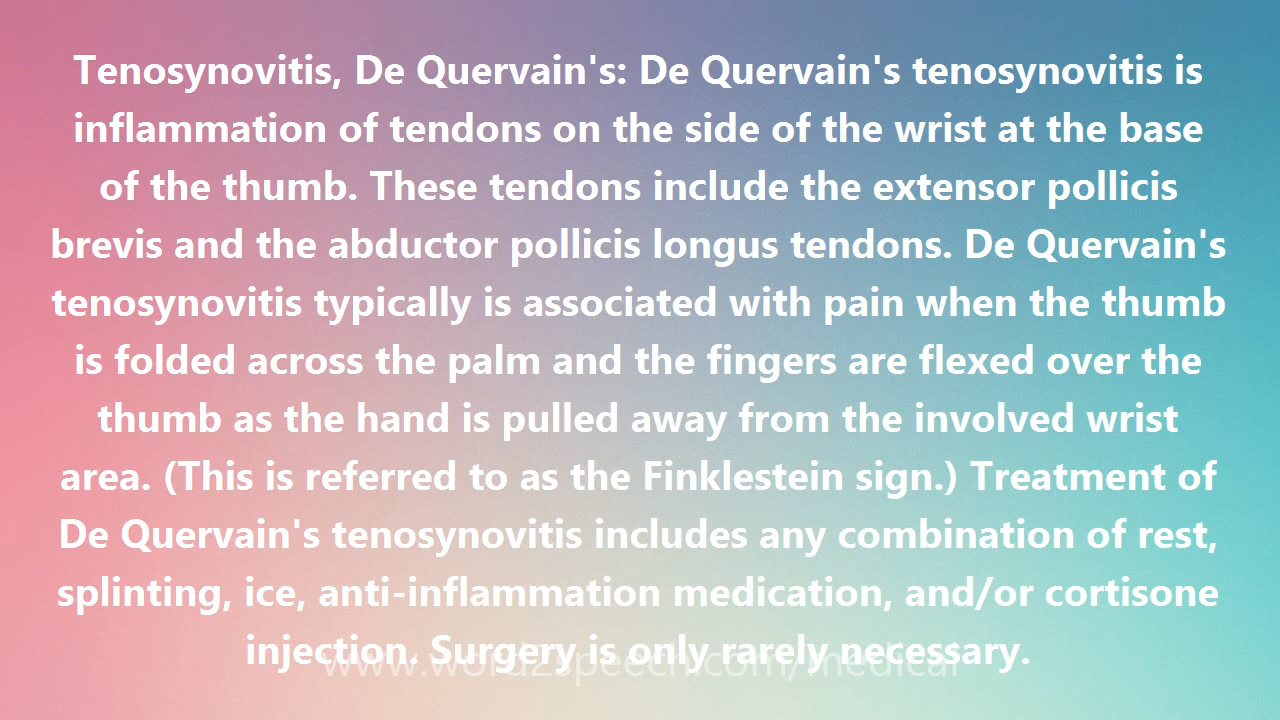 Tenosynovitis, De Quervain's: De Quervain's tenosynovitis is
inflammation of tendons on the side of the wrist at the base
of the thumb. These tendons include the extensor pollicis
brevis and the abductor pollicis longus tendons. De Quervain's
tenosynovitis typically is associated with pain when the thumb
is folded across the palm and the fingers are flexed over the
thumb as the hand is pulled away from the involved wrist
area. (This is referred to as the Finklestein sign.) Treatment of
De Quervain's tenosynovitis includes any combination of rest,
splinting, ice, anti-inflammation medication, and/or cortisone
injection. Surgery is only rarely necessary.
www.word2speech.com/medical